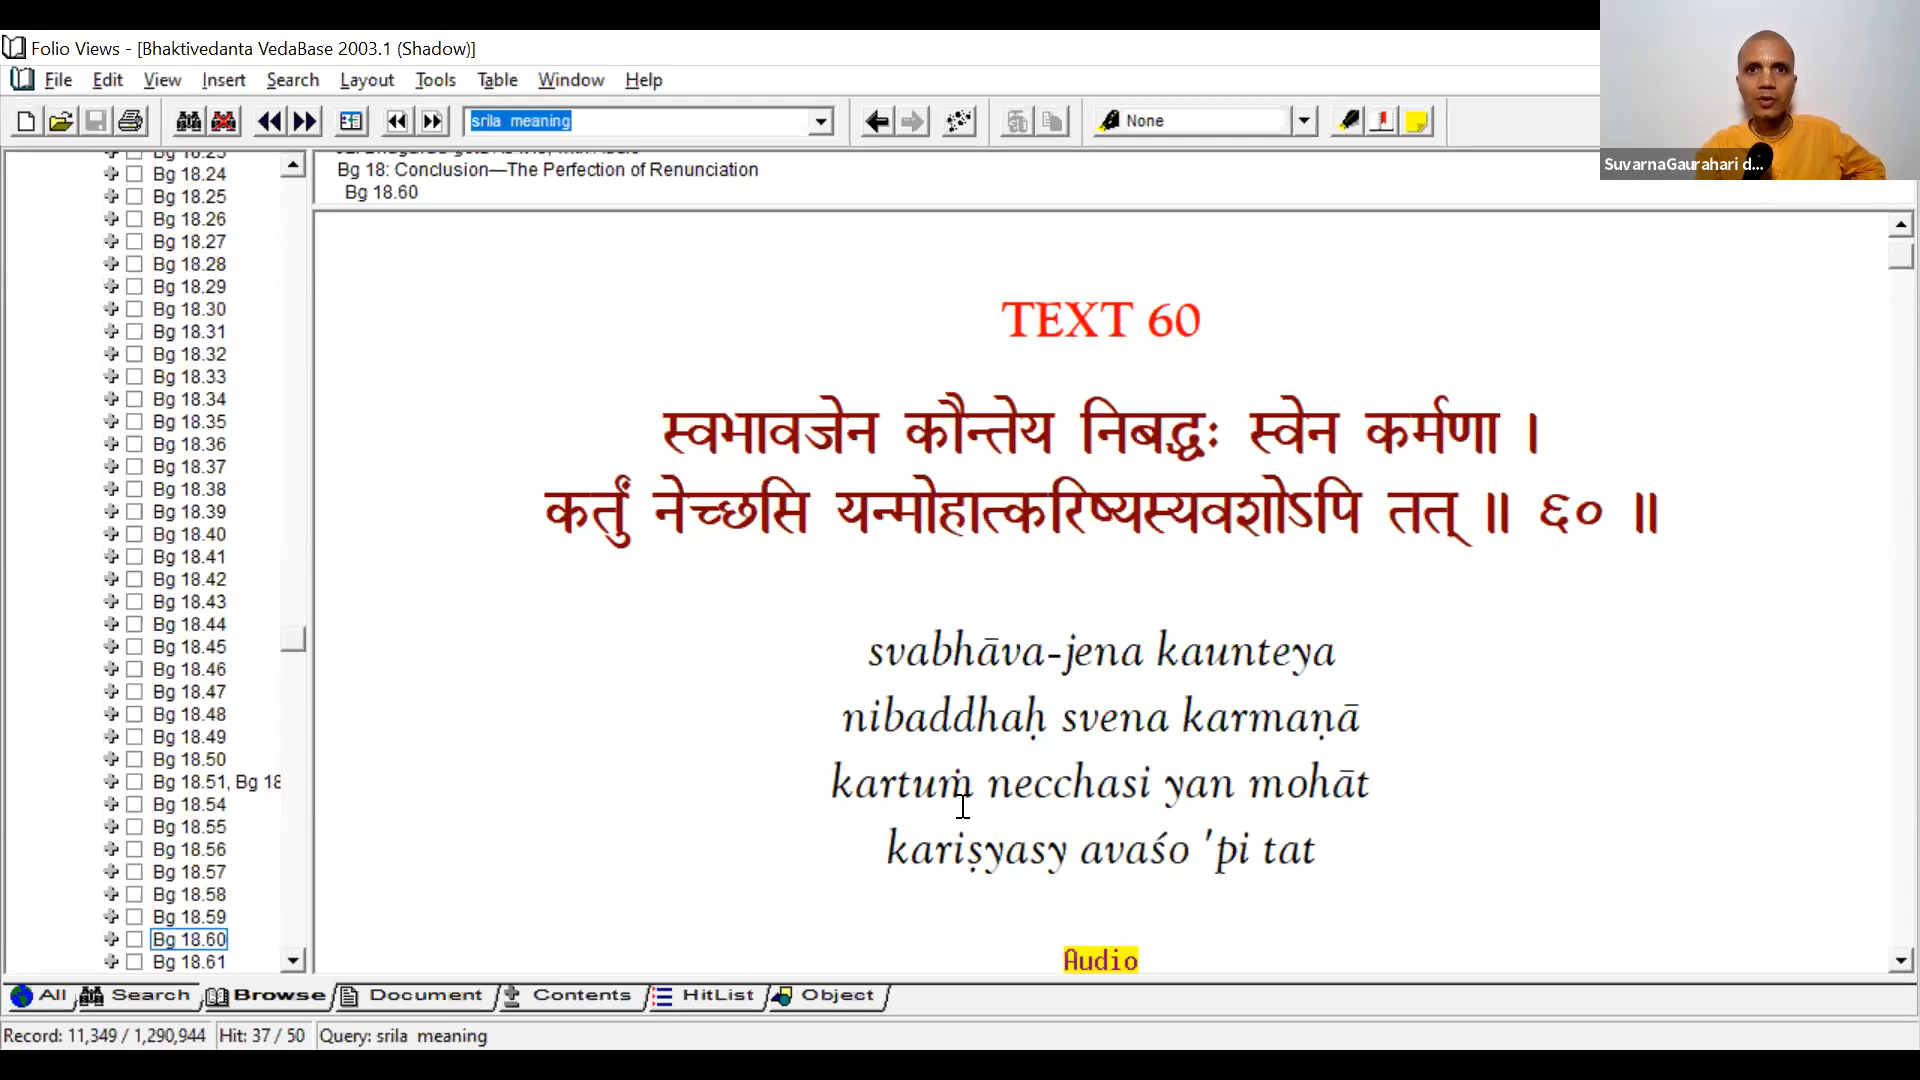 Folio Views - [Bhaktivedanta VedaBase 2003.1 (Shadow)]
File Edit View Insert Search Layout Tools Table Window Help
srila meaning
None
SuvarnaGaurahari d...
Bg 18: Conclusion—The Perfection of Renunciation
Bg 18.60
Bg 18.23
Bg 18.24
Bg 18.25
Bg 18.26
Bg 18.27
Bg 18.28
Bg 18.29
Bg 18.30
Bg 18.31
Bg 18.32
Bg 18.33
Bg 18.34
Bg 18.35
Bg 18.36
Bg 18.37
Bg 18.38
Bg 18.39
Bg 18.40
Bg 18.41
Bg 18.42
Bg 18.43
Bg 18.44
Bg 18.45
Bg 18.46
Bg 18.47
Bg 18.48
Bg 18.49
Bg 18.50
Bg 18.51, Bg 18
Bg 18.54
Bg 18.55
Bg 18.56
Bg 18.57
Bg 18.58
Bg 18.59
Bg 18.60
Bg 18.61
TEXT 60
स्वभावजेन कौन्तेय निबद्धः स्वेन कर्मणा ।
कर्तुं नेच्छसि यन्मोहात्करिष्यस्यवशोऽपि तत् ॥ ६० ॥
svabhāva-jena kaunteya
nibaddhaḥ svena karmaṇā
kartuṁ necchasi yan mohāt
kariṣyasy avaśo 'pi tat
Audio
All Search Browse Document Contents HitList Object
Record: 11,349 / 1,290,944 Hit: 37 / 50 Query: srila meaning